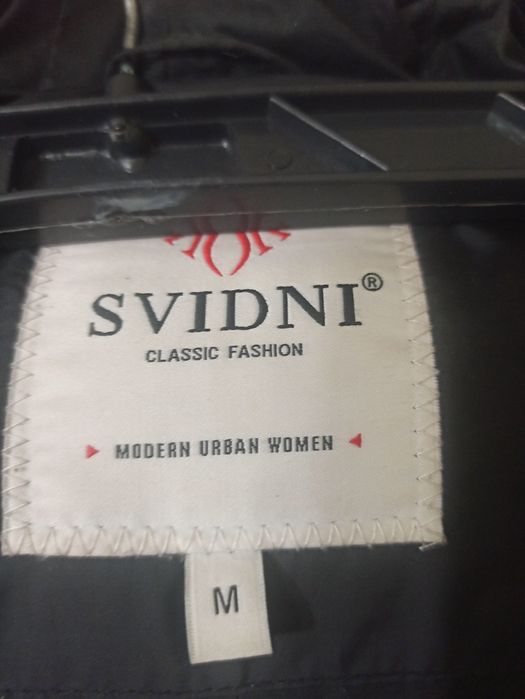 SVIDNI®
CLASSIC FASHION
MODERN URBAN WOMEN
M